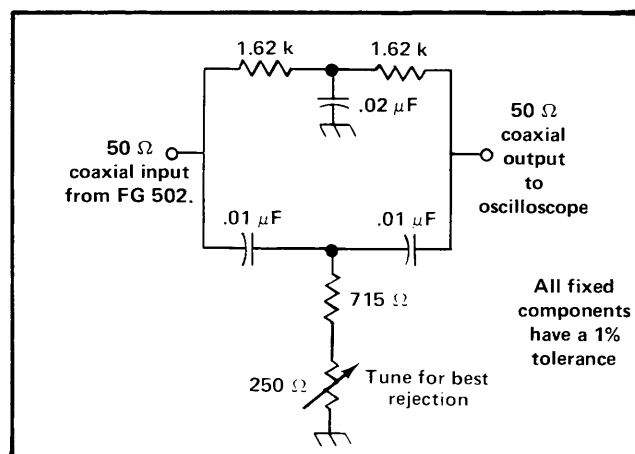 1.62 k
1.62 k
.02 μF
50 Ω
coaxial input
from FG 502.
50 Ω
coaxial
output
to
oscilloscope
.01 μF
.01 μF
715 Ω
All fixed
components
have a 1%
tolerance
250 Ω
Tune for best
rejection